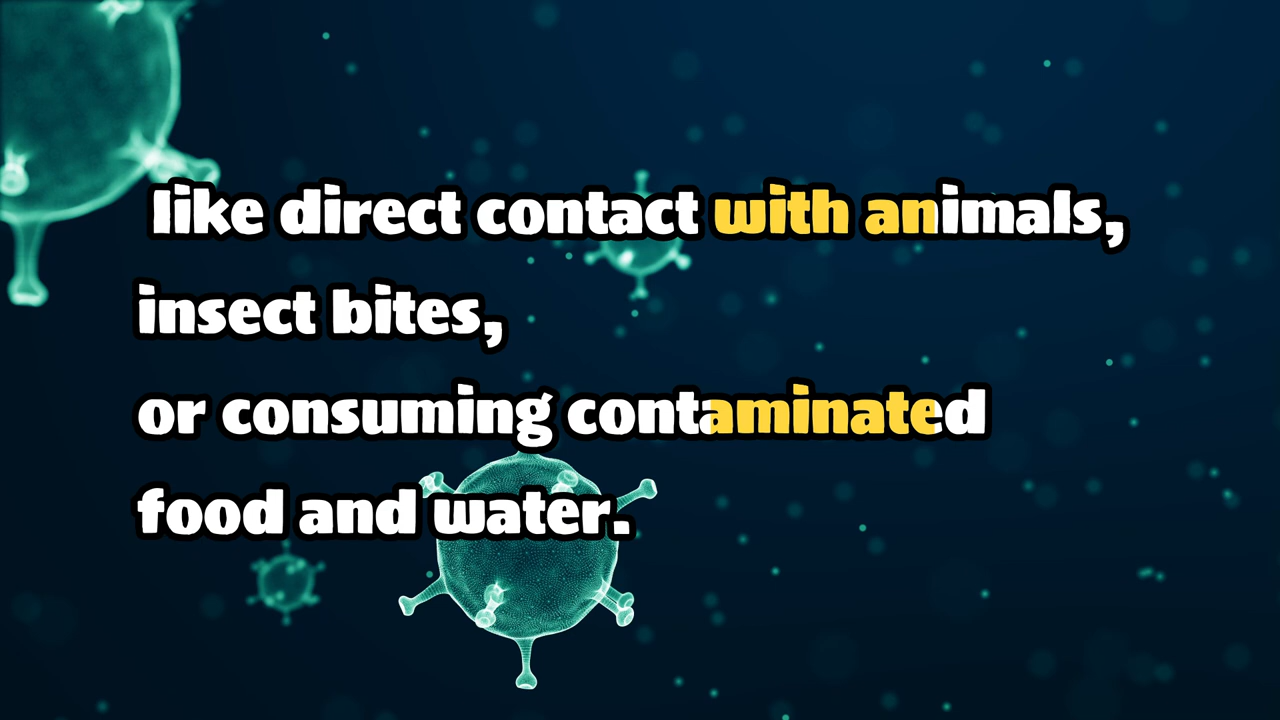 like direct contact with animals,
insect bites,
or consuming contaminated
food and water.